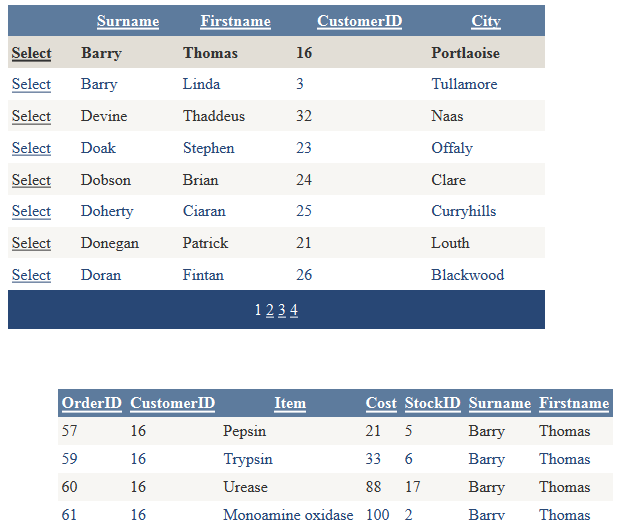 Surname Firstname CustomerID City
Select Barry Thomas 16 Portlaoise
Select Barry Linda 3 Tullamore
Select Devine Thaddeus 32 Naas
Select Doak Stephen 23 Offaly
Select Dobson Brian 24 Clare
Select Doherty Ciaran 25 Curryhills
Select Donegan Patrick 21 Louth
Select Doran Fintan 26 Blackwood
1 2 3 4
OrderID CustomerID Item Cost StockID Surname Firstname
57 16 Pepsin 21 5 Barry Thomas
59 16 Trypsin 33 6 Barry Thomas
60 16 Urease 88 17 Barry Thomas
61 16 Monoamine oxidase 100 2 Barry Thomas